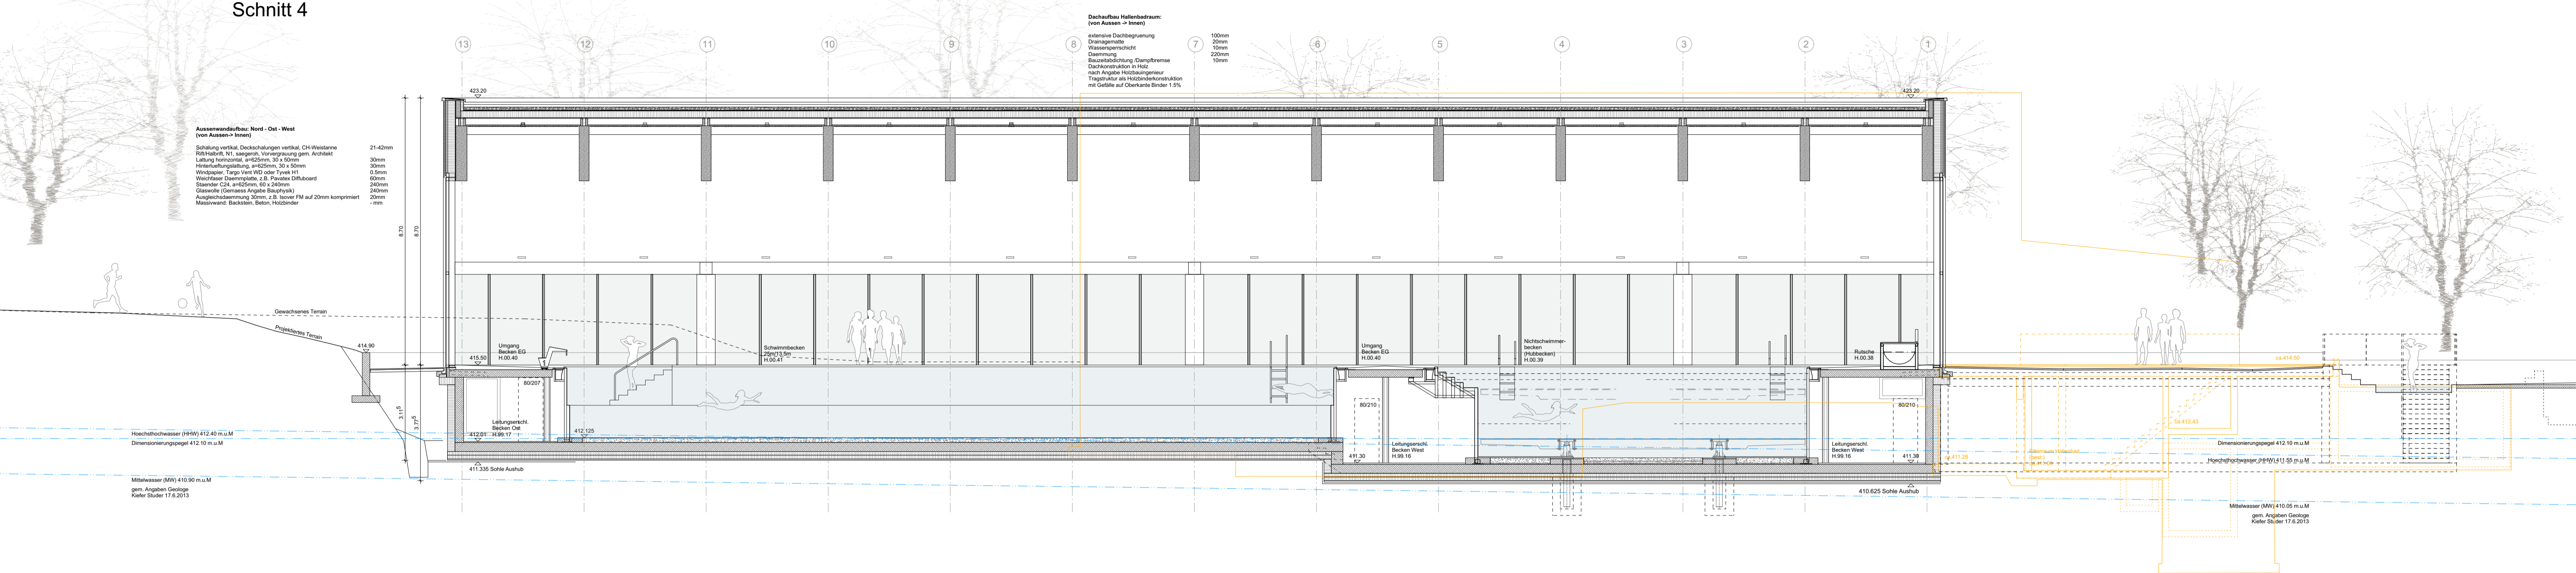 Schnitt 4
Dachaufbau Hallenbadraum:
(von Aussen -> Innen)
extensive Dachbegruenung 100mm
Drainagematte 20mm
Wassersperrschicht 10mm
Daemmung 220mm
Bauzeitabdichtung /Dampfbremse 10mm
Dachkonstruktion in Holz
nach Angabe Holzbauingenieur
Tragstruktur als Holzbinderkonstruktion
mit Gefälle auf Oberkante Binder 1.5%
13 12 11 10 9 8 7 6 5 4 3 2 1
423.20
423.20
Aussenwandaufbau: Nord - Ost - West
(von Aussen-> Innen)
Schalung vertikal, Deckschalungen vertikal, CH-Weistanne 21-42mm
Rift/Halbrift, N1, saegeroh, Vorvergrauung gem. Architekt
Lattung horinzontal, a=625mm, 30 x 50mm 30mm
Hinterlueftungslattung, a=625mm, 30 x 50mm 30mm
Windpapier, Targo Vent WD oder Tyvek H1 0.5mm
Weichfaser Daemmplatte, z.B. Pavatex Diffuboard 60mm
Staender C24, a=625mm, 60 x 240mm 240mm
Glaswolle (Gemaess Angabe Bauphysik) 240mm
Ausgleichsdaemmung 30mm, z.B. Isover FM auf 20mm komprimiert 20mm
Massivwand: Backstein, Beton, Holzbinder - mm
8.70
8.70
Gewachsenes Terrain
Projektiertes Terrain
414.90
415.50
Umgang
Becken EG
H.00.40
Schwimmbecken
25m/13.5m
H.00.41
Umgang
Becken EG
H.00.40
Nichtschwimmer-
becken
(Hubbecken)
H.00.39
Rutsche
H.00.38
ca.414.50
80/207
80/210
80/210
3.11⁵
3.77⁵
Leitungserschl.
Becken Ost
H.99.17
412.01
412.125
411.335 Sohle Aushub
Leitungserschl.
Becken West
H.99.16
411.30
Leitungserschl.
Becken West
H.99.16
411.30
410.625 Sohle Aushub
Ca.412.43
ca.411.28
Hoechsthochwasser (HHW) 412.40 m.u.M
Dimensionierungspegel 412.10 m.u.M
Mittelwasser (MW) 410.90 m.u.M
gem. Angaben Geologe
Kiefer Studer 17.6.2013
Dimensionierungspegel 412.10 m.u.M
Hoechsthochwasser (HHW) 411.55 m.u.M
Mittelwasser (MW) 410.05 m.u.M
gem. Angaben Geologe
Kiefer Studer 17.6.2013